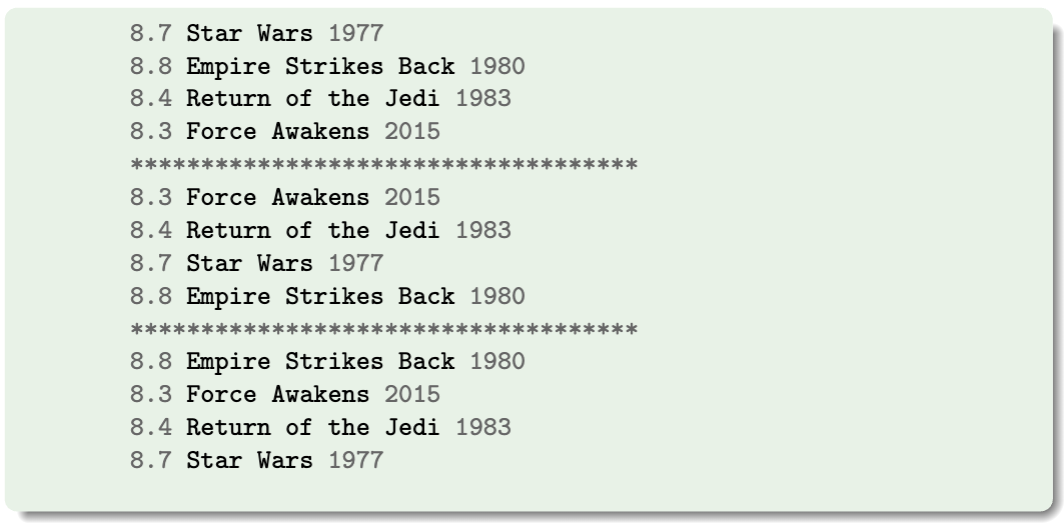 8.7 Star Wars 1977
8.8 Empire Strikes Back 1980
8.4 Return of the Jedi 1983
8.3 Force Awakens 2015
************************************
8.3 Force Awakens 2015
8.4 Return of the Jedi 1983
8.7 Star Wars 1977
8.8 Empire Strikes Back 1980
************************************
8.8 Empire Strikes Back 1980
8.3 Force Awakens 2015
8.4 Return of the Jedi 1983
8.7 Star Wars 1977